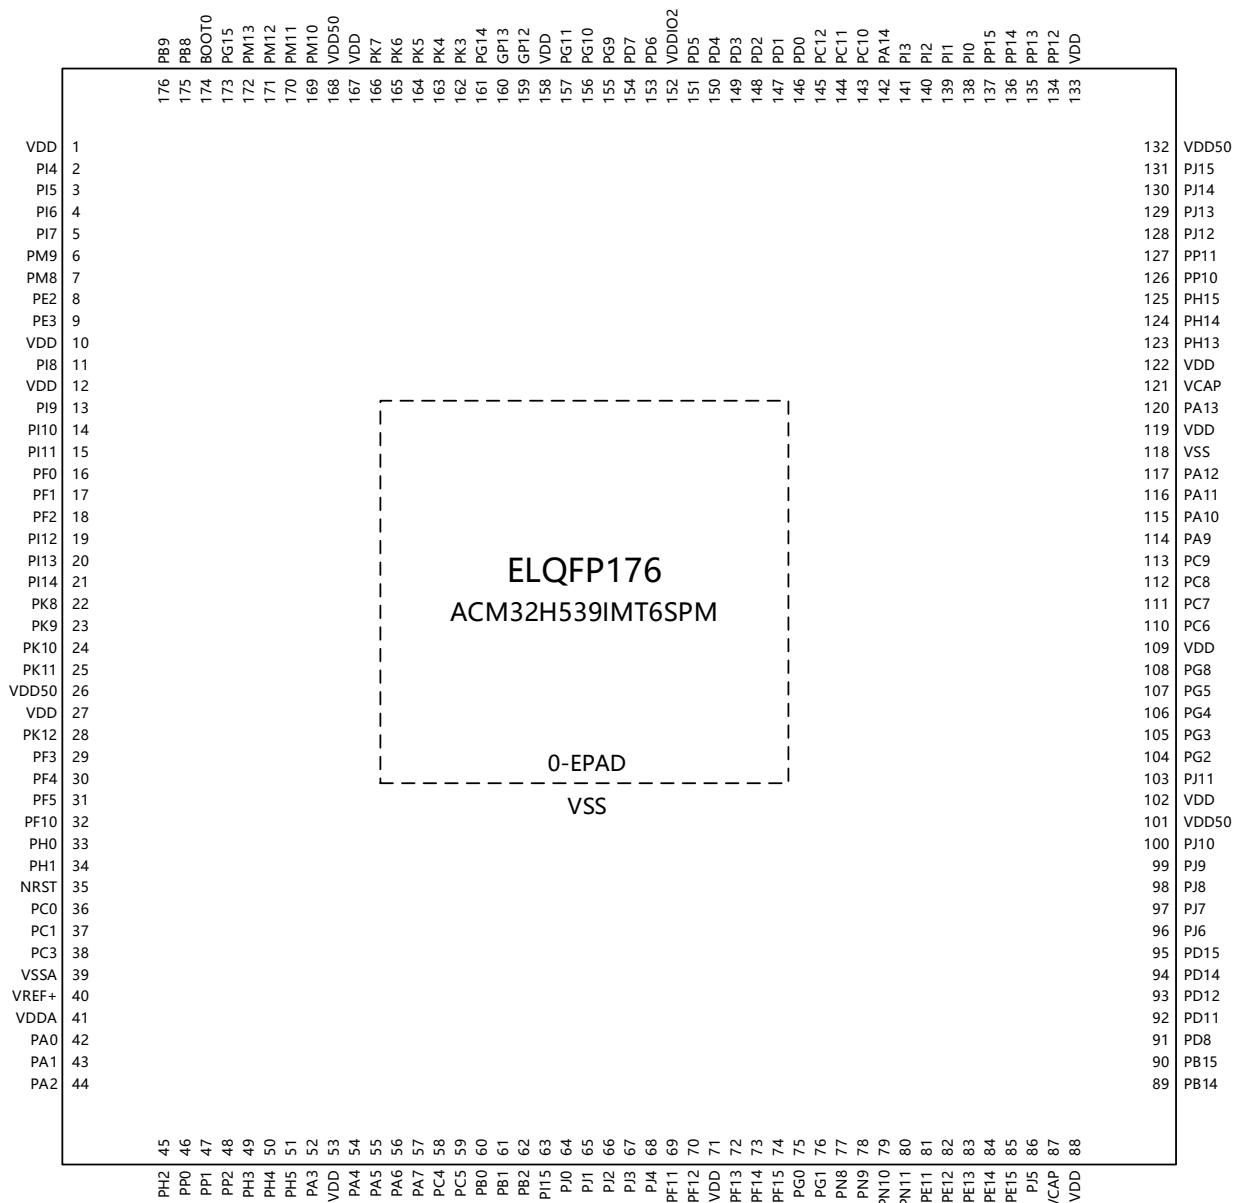 PB9 PB8 BOOT0 PG15 PM13 PM12 PM11 PM10 VDD50 VDD PK7 PK6 PK5 PK4 PK3 PG14 GP13 GP12 VDD PG11 PG10 PG9 PD7 PD6 VDDIO2 PD5 PD4 PD3 PD2 PD1 PD0 PC12 PC11 PC10 PA14 PI3 PI2 PI1 PI0 PP15 PP14 PP13 PP12 VDD
176 175 174 173 172 171 170 169 168 167 166 165 164 163 162 161 160 159 158 157 156 155 154 153 152 151 150 149 148 147 146 145 144 143 142 141 140 139 138 137 136 135 134 133
VDD 1
PI4 2
PI5 3
PI6 4
PI7 5
PM9 6
PM8 7
PE2 8
PE3 9
VDD 10
PI8 11
VDD 12
PI9 13
PI10 14
PI11 15
PF0 16
PF1 17
PF2 18
PI12 19
PI13 20
PI14 21
PK8 22
PK9 23
PK10 24
PK11 25
VDD50 26
VDD 27
PK12 28
PF3 29
PF4 30
PF5 31
PF10 32
PH0 33
PH1 34
NRST 35
PC0 36
PC1 37
PC3 38
VSSA 39
VREF+ 40
VDDA 41
PA0 42
PA1 43
PA2 44
ELQFP176
ACM32H539IMT6SPM
0-EPAD
VSS
132 VDD50
131 PJ15
130 PJ14
129 PJ13
128 PJ12
127 PP11
126 PP10
125 PH15
124 PH14
123 PH13
122 VDD
121 VCAP
120 PA13
119 VDD
118 VSS
117 PA12
116 PA11
115 PA10
114 PA9
113 PC9
112 PC8
111 PC7
110 PC6
109 VDD
108 PG8
107 PG5
106 PG4
105 PG3
104 PG2
103 PJ11
102 VDD
101 VDD50
100 PJ10
99 PJ9
98 PJ8
97 PJ7
96 PJ6
95 PD15
94 PD14
93 PD12
92 PD11
91 PD8
90 PB15
89 PB14
45 46 47 48 49 50 51 52 53 54 55 56 57 58 59 60 61 62 63 64 65 66 67 68 69 70 71 72 73 74 75 76 77 78 79 80 81 82 83 84 85 86 87 88
PH2 PP0 PP1 PP2 PH3 PH4 PH5 PA3 VDD PA4 PA5 PA6 PA7 PC4 PC5 PB0 PB1 PB2 PI15 PJ0 PJ1 PJ2 PJ3 PJ4 PF11 PF12 VDD PF13 PF14 PF15 PG0 PG1 PN8 PN9 PN10 PN11 PE11 PE12 PE13 PE14 PE15 PJ5 VCAP VDD